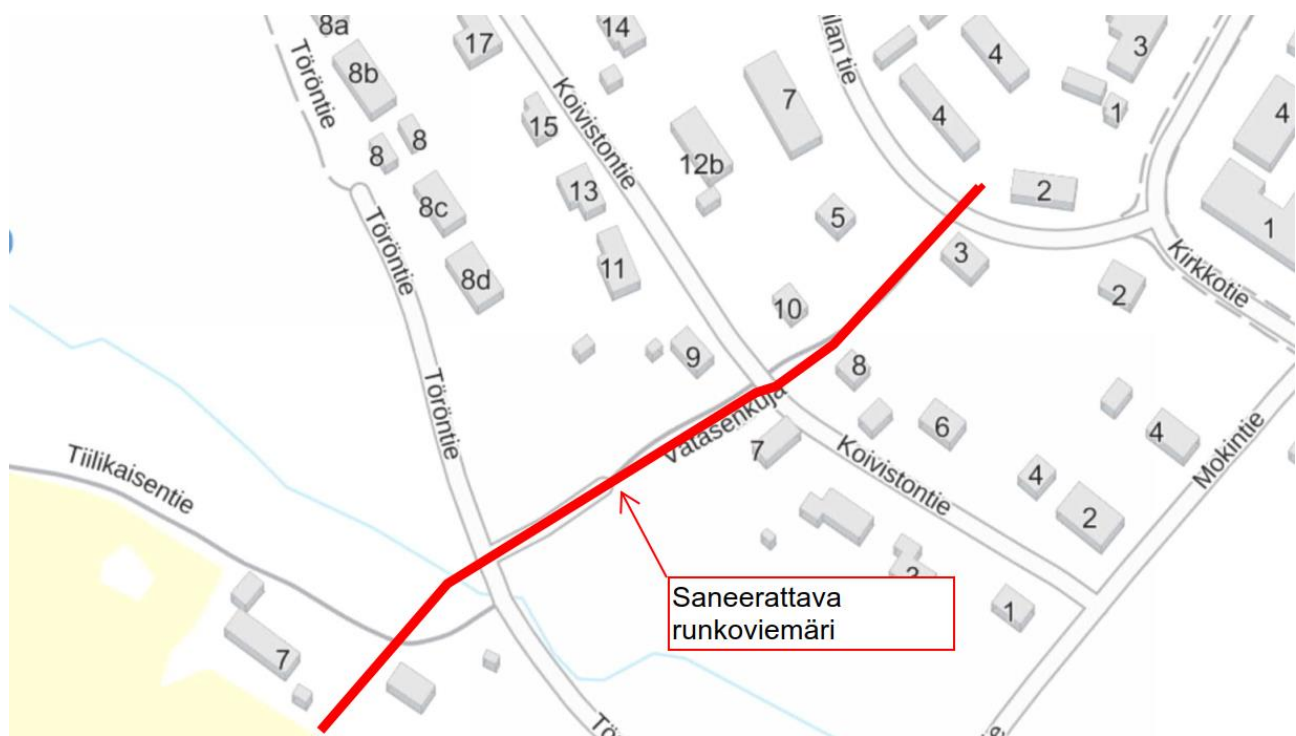 8a
17
14
ilan tie
4
3
8b
Töröntie
Koivistontie
7
4
1
4
15
8
8
12b
13
2
8c
5
1
Töröntie
3
Kirkkotie
11
8d
2
10
9
8
Töröntie
Vatasenkuja
6
4
Mokintie
7
Tiilikaisentie
Koivistontie
4
2
Saneerattava
runkoviemäri
1
7